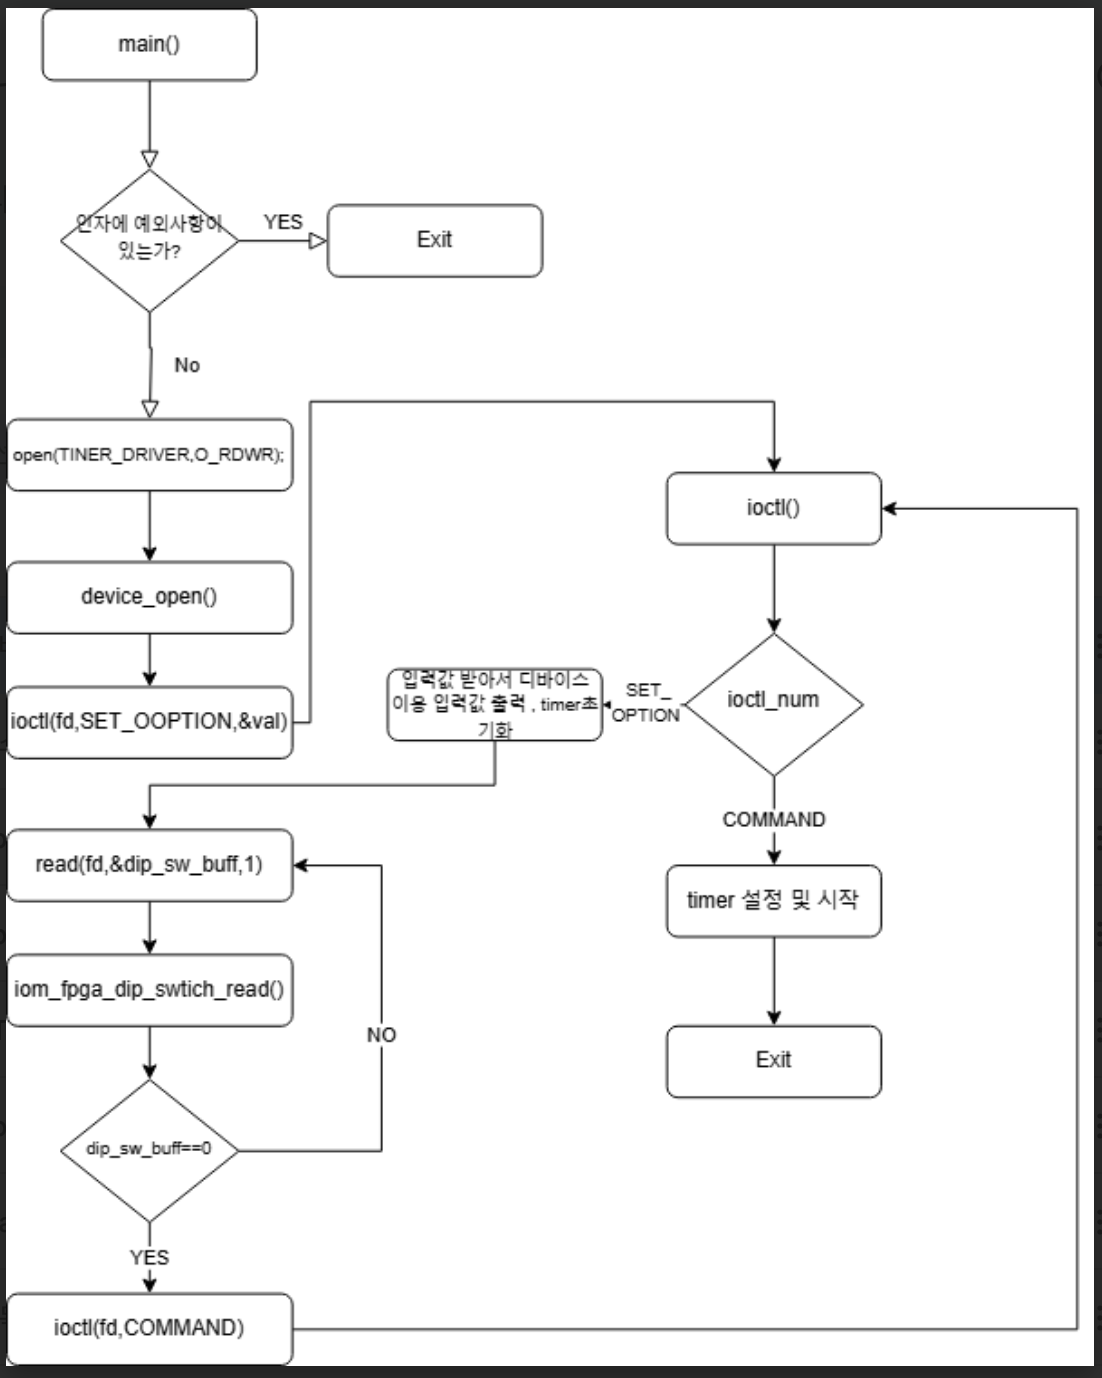 main()
인자에 예외사항이
있는가?
YES
Exit
No
open(TINER_DRIVER,O_RDWR);
device_open()
ioctl(fd,SET_OOPTION,&val)
ioctl()
ioctl_num
SET_
OPTION
입력값 받아서 디바이스
이용 입력값 출력 , timer초
기화
COMMAND
timer 설정 및 시작
Exit
read(fd,&dip_sw_buff,1)
iom_fpga_dip_swtich_read()
NO
dip_sw_buff==0
YES
ioctl(fd,COMMAND)